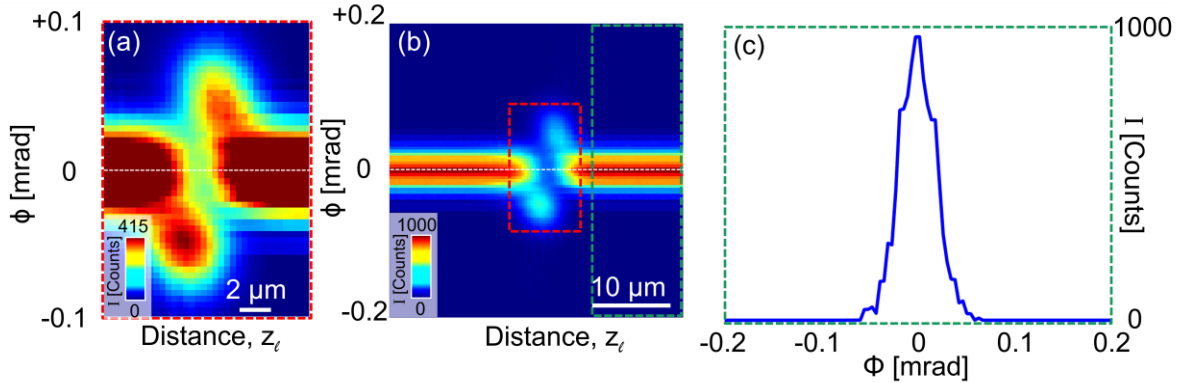 (a)
+0.1
0
-0.1
ϕ [mrad]
415
0
I [Counts]
2 μm
Distance, zℓ
(b)
+0.2
0
-0.2
ϕ [mrad]
1000
0
I [Counts]
10 μm
Distance, zℓ
(c)
1000
0
I [Counts]
-0.2
-0.1
0
0.1
0.2
Φ [mrad]